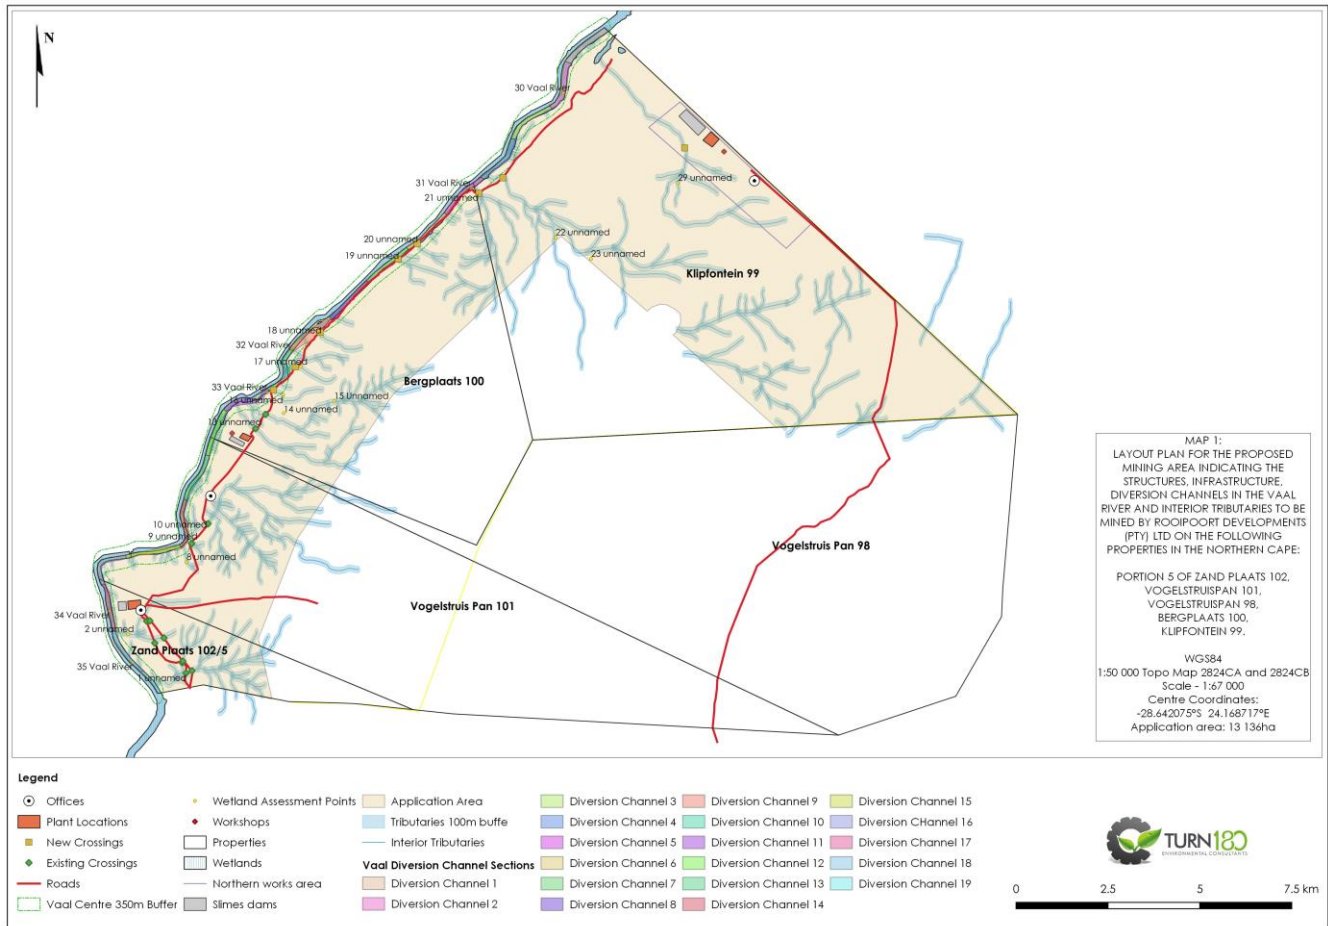 N
30 Vaal River
31 Vaal River
21 unnamed
29 unnamed
20 unnamed
22 unnamed
19 unnamed
23 unnamed
Klipfontein 99
18 unnamed
32 Vaal River
17 unnamed
Bergplaats 100
33 Vaal River
16 unnamed
15 Unnamed
14 unnamed
13 unnamed
10 unnamed
9 unnamed
8 unnamed
Vogelstruis Pan 98
Vogelstruis Pan 101
34 Vaal River
2 unnamed
Zand Plaats 102/5
35 Vaal River
1 unnamed
MAP 1:
LAYOUT PLAN FOR THE PROPOSED
MINING AREA INDICATING THE
STRUCTURES, INFRASTRUCTURE,
DIVERSION CHANNELS IN THE VAAL
RIVER AND INTERIOR TRIBUTARIES TO BE
MINED BY ROOIPOORT DEVELOPMENTS
(PTY) LTD ON THE FOLLOWING
PROPERTIES IN THE NORTHERN CAPE:
PORTION 5 OF ZAND PLAATS 102,
VOGELSTRUISPAN 101,
VOGELSTRUISPAN 98,
BERGPLAATS 100,
KLIPFONTEIN 99.
WGS84
1:50 000 Topo Map 2824CA and 2824CB
Scale - 1:67 000
Centre Coordinates:
-28.642075°S 24.168717°E
Application area: 13 136ha
Legend
Offices
Plant Locations
New Crossings
Existing Crossings
Roads
Vaal Centre 350m Buffer
Wetland Assessment Points
Workshops
Properties
Wetlands
Northern works area
Slimes dams
Application Area
Tributaries 100m buffe
Interior Tributaries
Vaal Diversion Channel Sections
Diversion Channel 1
Diversion Channel 2
Diversion Channel 3
Diversion Channel 4
Diversion Channel 5
Diversion Channel 6
Diversion Channel 7
Diversion Channel 8
Diversion Channel 9
Diversion Channel 10
Diversion Channel 11
Diversion Channel 12
Diversion Channel 13
Diversion Channel 14
Diversion Channel 15
Diversion CHannel 16
Diversion Channel 17
Diversion Channel 18
Diversion Channel 19
TURN180
ENVIRONMENTAL CONSULTANTS
0 2.5 5 7.5 km